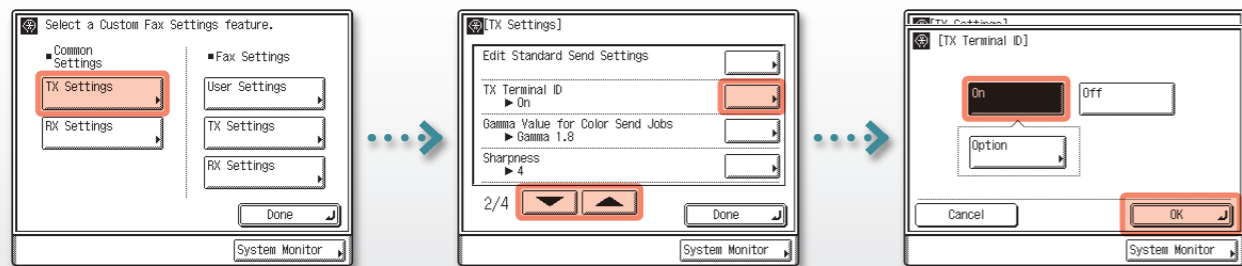 Select a Custom Fax Settings feature.
■Common Settings
TX Settings
RX Settings
■Fax Settings
User Settings
TX Settings
RX Settings
Done
System Monitor
[TX Settings]
Edit Standard Send Settings
TX Terminal ID
► On
Gamma Value for Color Send Jobs
► Gamma 1.8
Sharpness
► 4
2/4
Done
System Monitor
[TX Settings]
[TX Terminal ID]
On
Off
Option
Cancel
OK
System Monitor